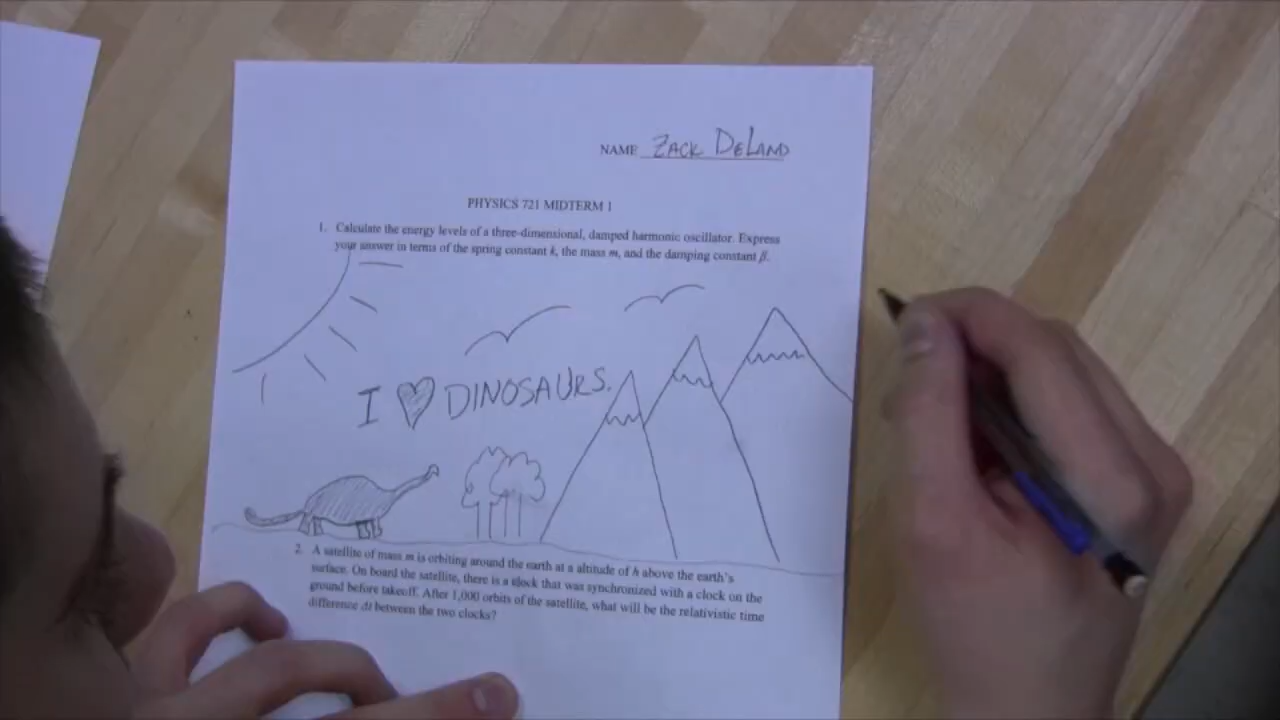 NAME ZACK DELAND
PHYSICS 721 MIDTERM 1
1. Calculate the energy levels of a three-dimensional, damped harmonic oscillator. Express
your answer in terms of the spring constant k, the mass m, and the damping constant β.
I ♥ DINOSAURS.
2. A satellite of mass m is orbiting around the earth at a altitude of h above the earth's
surface. On board the satellite, there is a clock that was synchronized with a clock on the
ground before takeoff. After 1,000 orbits of the satellite, what will be the relativistic time
difference dt between the two clocks?